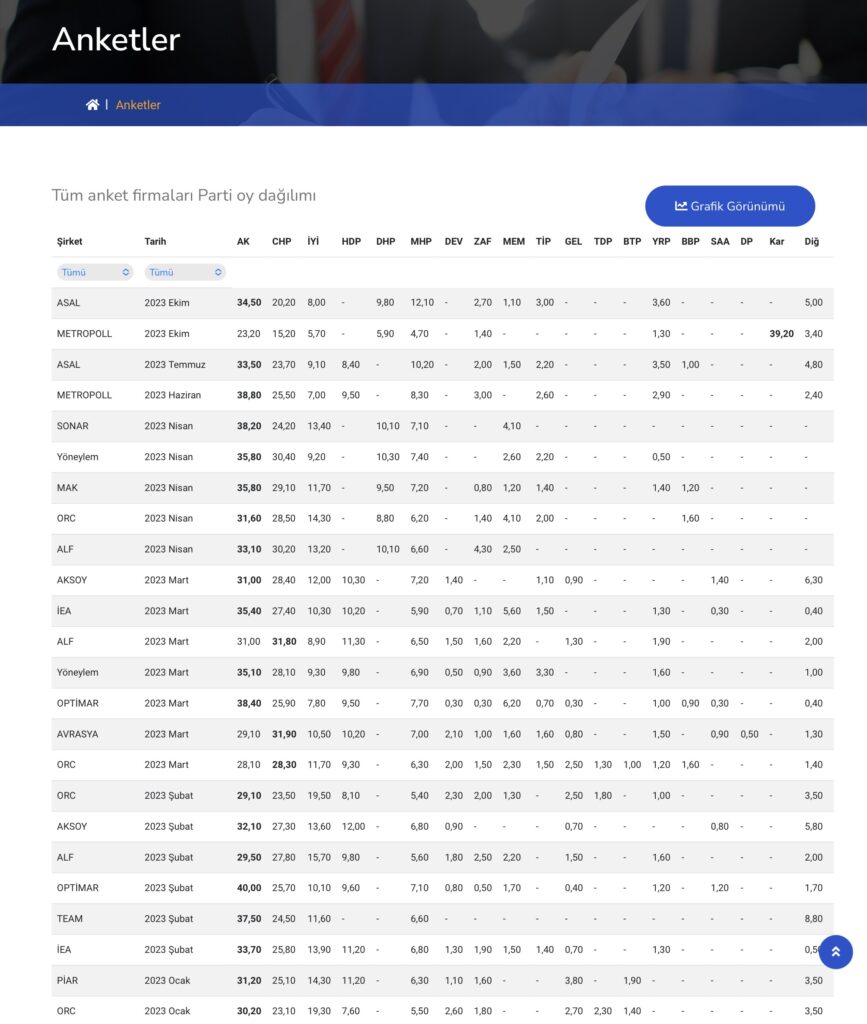 Anketler
| Anketler
Tüm anket firmaları Parti oy dağılımı
Grafik Görünümü
Şirket Tarih AK CHP İYİ HDP DHP MHP DEV ZAF MEM TİP GEL TDP BTP YRP BBP SAA DP Kar Diğ
Tümü Tümü
ASAL 2023 Ekim 34,50 20,20 8,00 - 9,80 12,10 - 2,70 1,10 3,00 - - - 3,60 - - - - 5,00
METROPOLL 2023 Ekim 23,20 15,20 5,70 - 5,90 4,70 - 1,40 - - - - - 1,30 - - - 39,20 3,40
ASAL 2023 Temmuz 33,50 23,70 9,10 8,40 - 10,20 - 2,00 1,50 2,20 - - - 3,50 1,00 - - - 4,80
METROPOLL 2023 Haziran 38,80 25,50 7,00 9,50 - 8,30 - 3,00 - 2,60 - - - 2,90 - - - - 2,40
SONAR 2023 Nisan 38,20 24,20 13,40 - 10,10 7,10 - - 4,10 - - - - - - - - - -
Yöneylem 2023 Nisan 35,80 30,40 9,20 - 10,30 7,40 - - 2,60 2,20 - - - 0,50 - - - - -
MAK 2023 Nisan 35,80 29,10 11,70 - 9,50 7,20 - 0,80 1,20 1,40 - - - 1,40 1,20 - - - -
ORC 2023 Nisan 31,60 28,50 14,30 - 8,80 6,20 - 1,40 4,10 2,00 - - - - 1,60 - - - -
ALF 2023 Nisan 33,10 30,20 13,20 - 10,10 6,60 - 4,30 2,50 - - - - - - - - - -
AKSOY 2023 Mart 31,00 28,40 12,00 10,30 - 7,20 1,40 - - 1,10 0,90 - - - - 1,40 - - 6,30
İEA 2023 Mart 35,40 27,40 10,30 10,20 - 5,90 0,70 1,10 5,60 1,50 - - - 1,30 - 0,30 - - 0,40
ALF 2023 Mart 31,00 31,80 8,90 11,30 - 6,50 1,50 1,60 2,20 - 1,30 - - 1,90 - - - - 2,00
Yöneylem 2023 Mart 35,10 28,10 9,30 9,80 - 6,90 0,50 0,90 3,60 3,30 - - - 1,60 - - - - 1,00
OPTİMAR 2023 Mart 38,40 25,90 7,80 9,50 - 7,70 0,30 0,30 6,20 0,70 0,30 - - 1,00 0,90 0,30 - - 0,40
AVRASYA 2023 Mart 29,10 31,90 10,50 10,20 - 7,00 2,10 1,00 1,60 1,60 0,80 - - 1,50 - 0,90 0,50 - 1,30
ORC 2023 Mart 28,10 28,30 11,70 9,30 - 6,30 2,00 1,50 2,30 1,50 2,50 1,30 1,00 1,20 1,60 - - - 1,40
ORC 2023 Şubat 29,10 23,50 19,50 8,10 - 5,40 2,30 2,00 1,30 - 2,50 1,80 - 1,00 - - - - 3,50
AKSOY 2023 Şubat 32,10 27,30 13,60 12,00 - 6,80 0,90 - - - 0,70 - - - - 0,80 - - 5,80
ALF 2023 Şubat 29,50 27,80 15,70 9,80 - 5,60 1,80 2,50 2,20 - 1,50 - - 1,60 - - - - 2,00
OPTİMAR 2023 Şubat 40,00 25,70 10,10 9,60 - 7,10 0,80 0,50 1,70 - 0,40 - - 1,20 - 1,20 - - 1,70
TEAM 2023 Şubat 37,50 24,50 11,60 - - 6,60 - - - - - - - - - - - - 8,80
İEA 2023 Şubat 33,70 25,80 13,90 11,20 - 6,80 1,30 1,90 1,50 1,40 0,70 - - 1,30 - - - - 0,50
PİAR 2023 Ocak 31,20 25,10 14,30 11,20 - 6,30 1,10 1,60 - - 3,80 - 1,90 - - - - - 3,50
ORC 2023 Ocak 30,20 23,10 19,30 7,60 - 5,50 2,60 1,80 - - 2,70 2,30 1,40 - - - - - 3,50